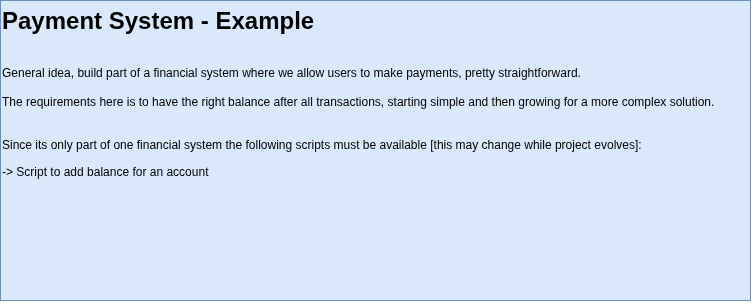 Payment System - Example
General idea, build part of a financial system where we allow users to make payments, pretty straightforward.
The requirements here is to have the right balance after all transactions, starting simple and then growing for a more complex solution.
Since its only part of one financial system the following scripts must be available [this may change while project evolves]:
-> Script to add balance for an account